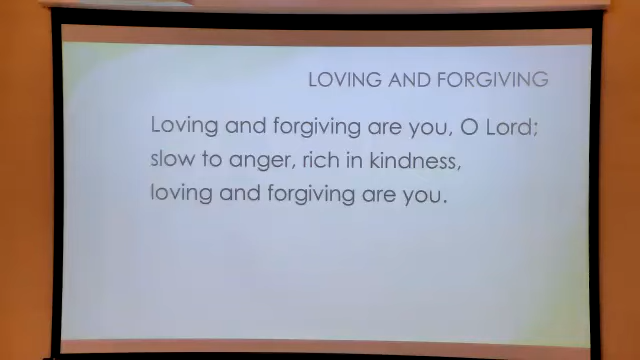 LOVING AND FORGIVING
Loving and forgiving are you, O Lord;
slow to anger, rich in kindness,
loving and forgiving are you.